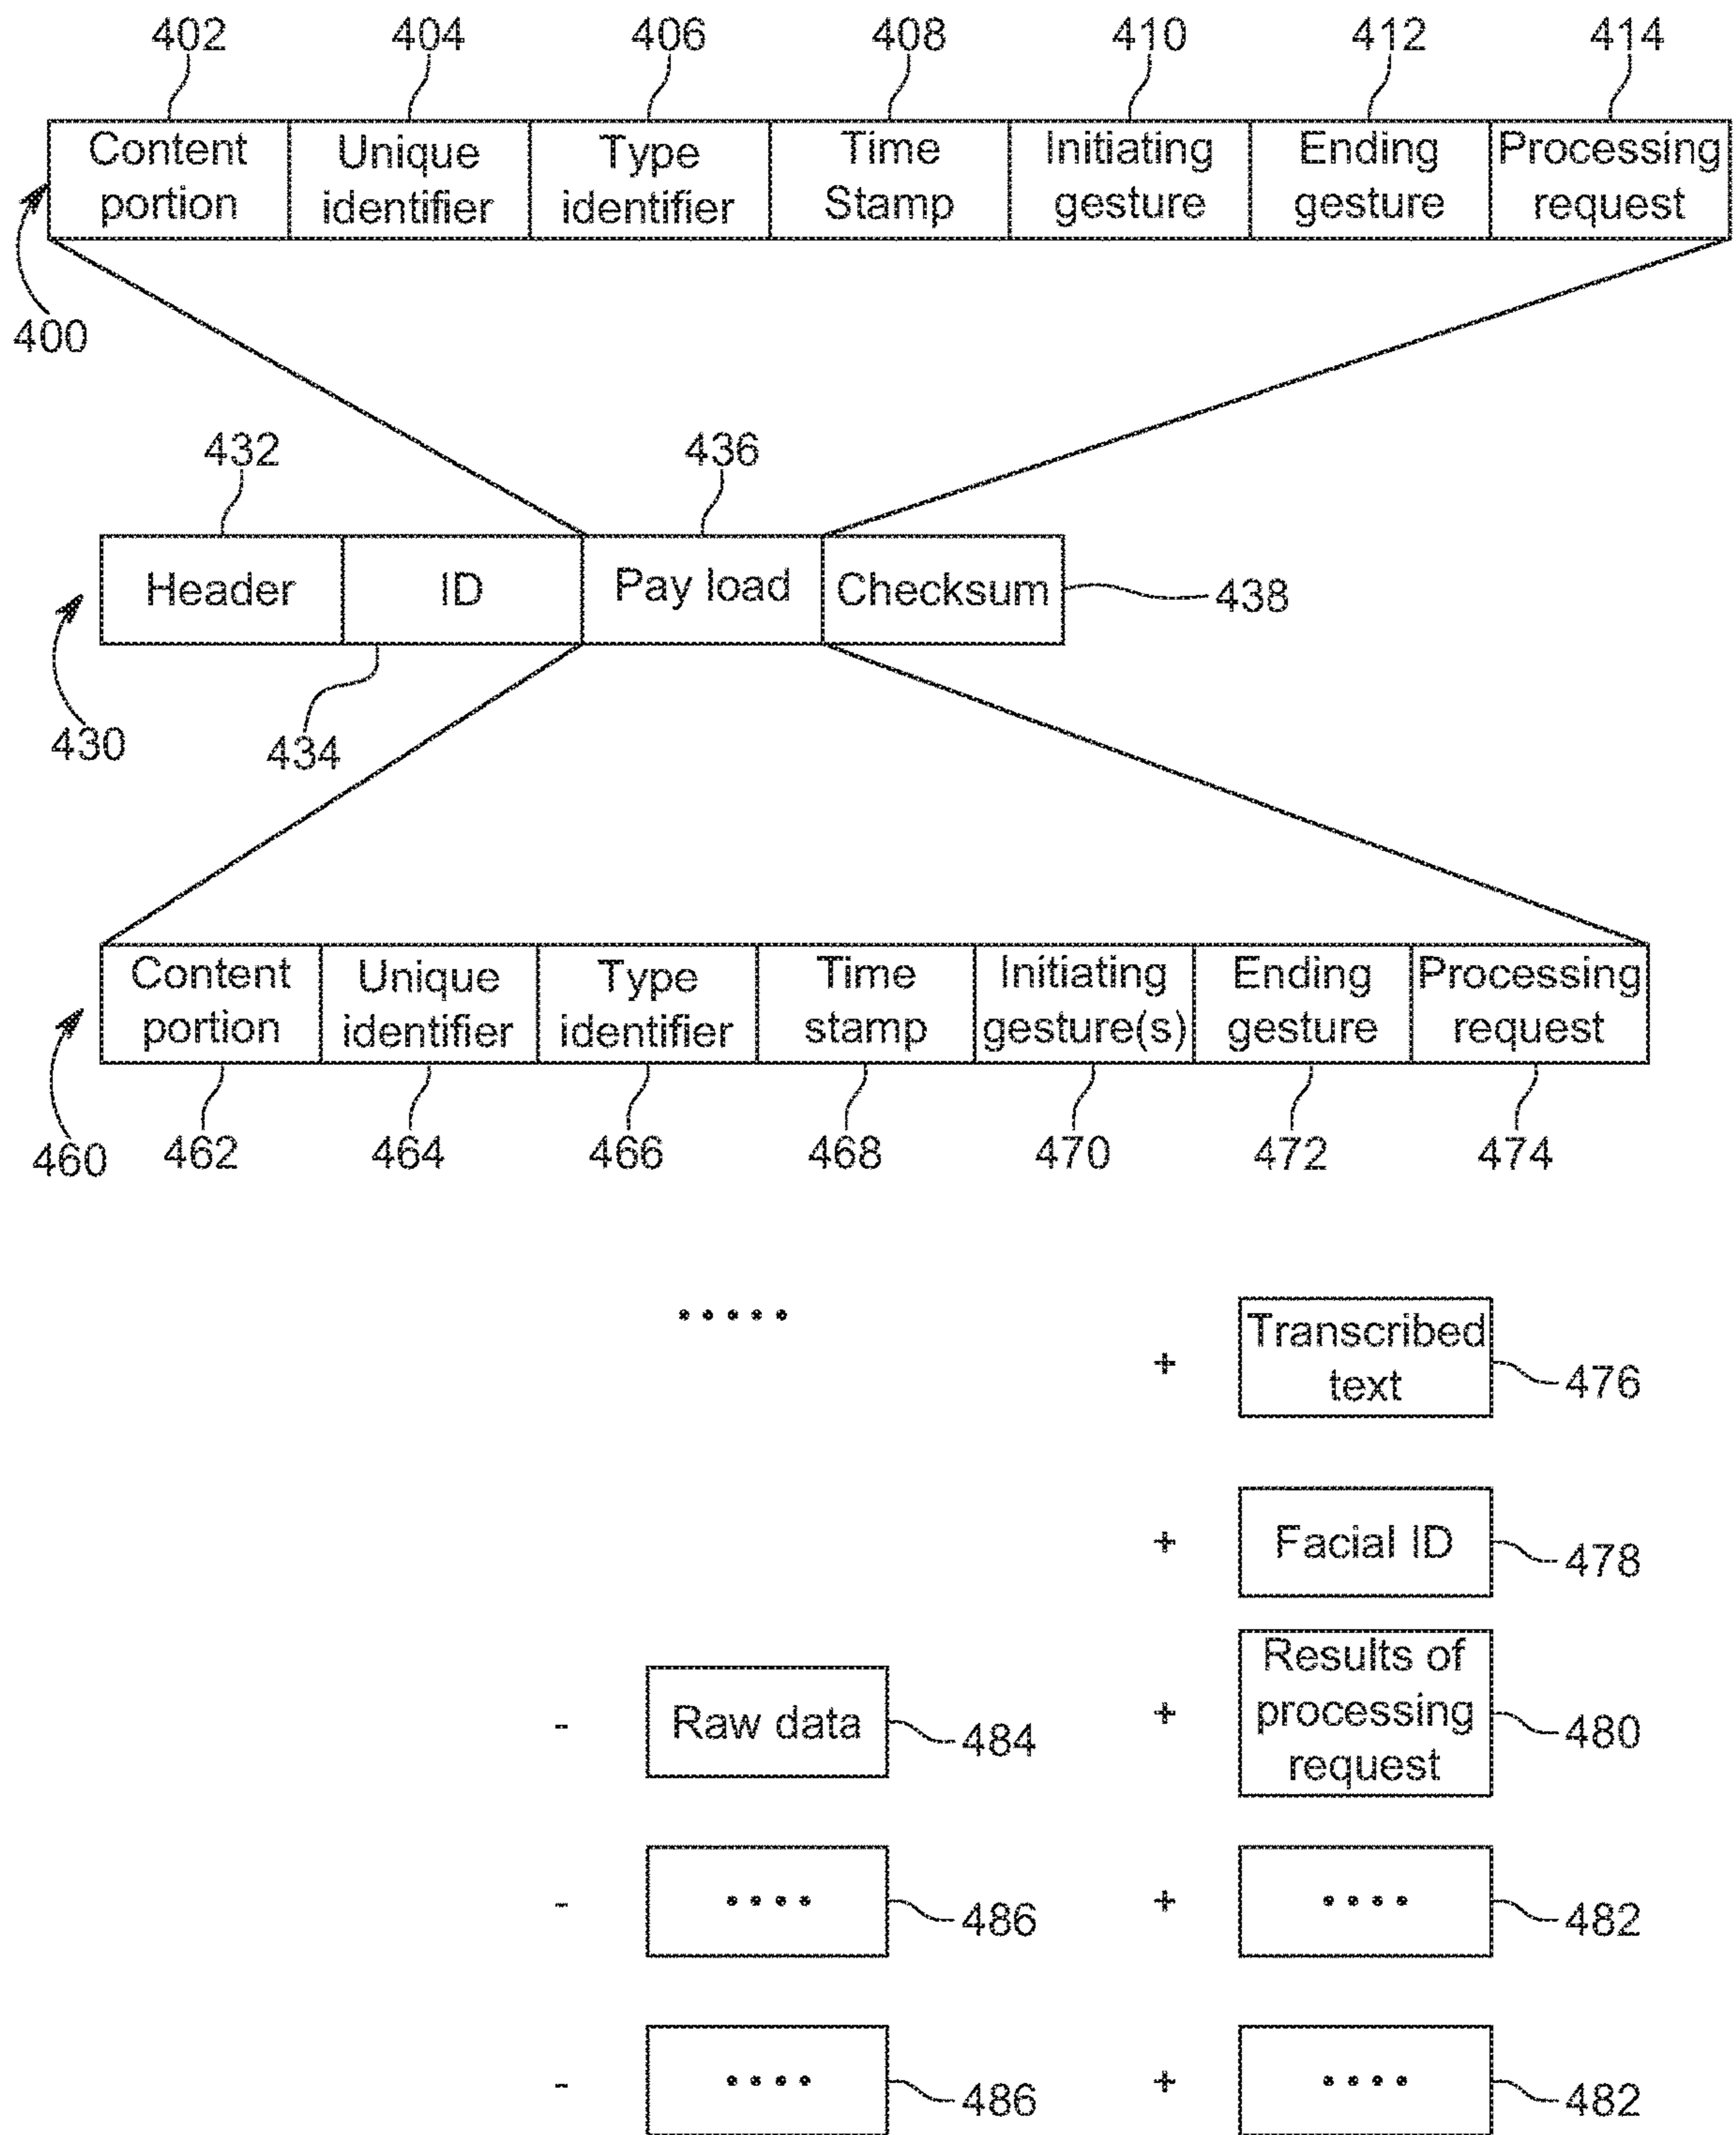 402 404 406 408 410 412 414
Content Unique Type Time Initiating Ending Processing
portion identifier identifier Stamp gesture gesture request
400
432 436
Header ID Pay load Checksum 438
430 434
Content Unique Type Time Initiating Ending Processing
portion identifier identifier stamp gesture(s) gesture request
460 462 464 466 468 470 472 474
.....
+ Transcribed
text 476
+ Facial ID 478
Results of
- Raw data 484 + processing 480
request
- .... 486 + .... 482
- .... 486 + .... 482